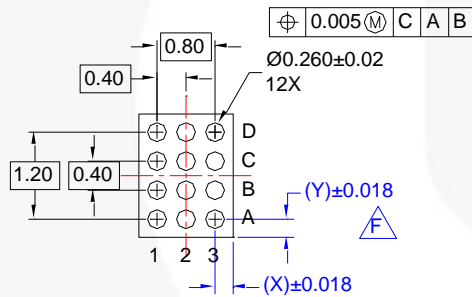 ⌖ 0.005 Ⓜ C A B
0.80
Ø0.260±0.02
12X
0.40
D
C
1.20
0.40
B
(Y)±0.018
A
F
1 2 3
(X)±0.018